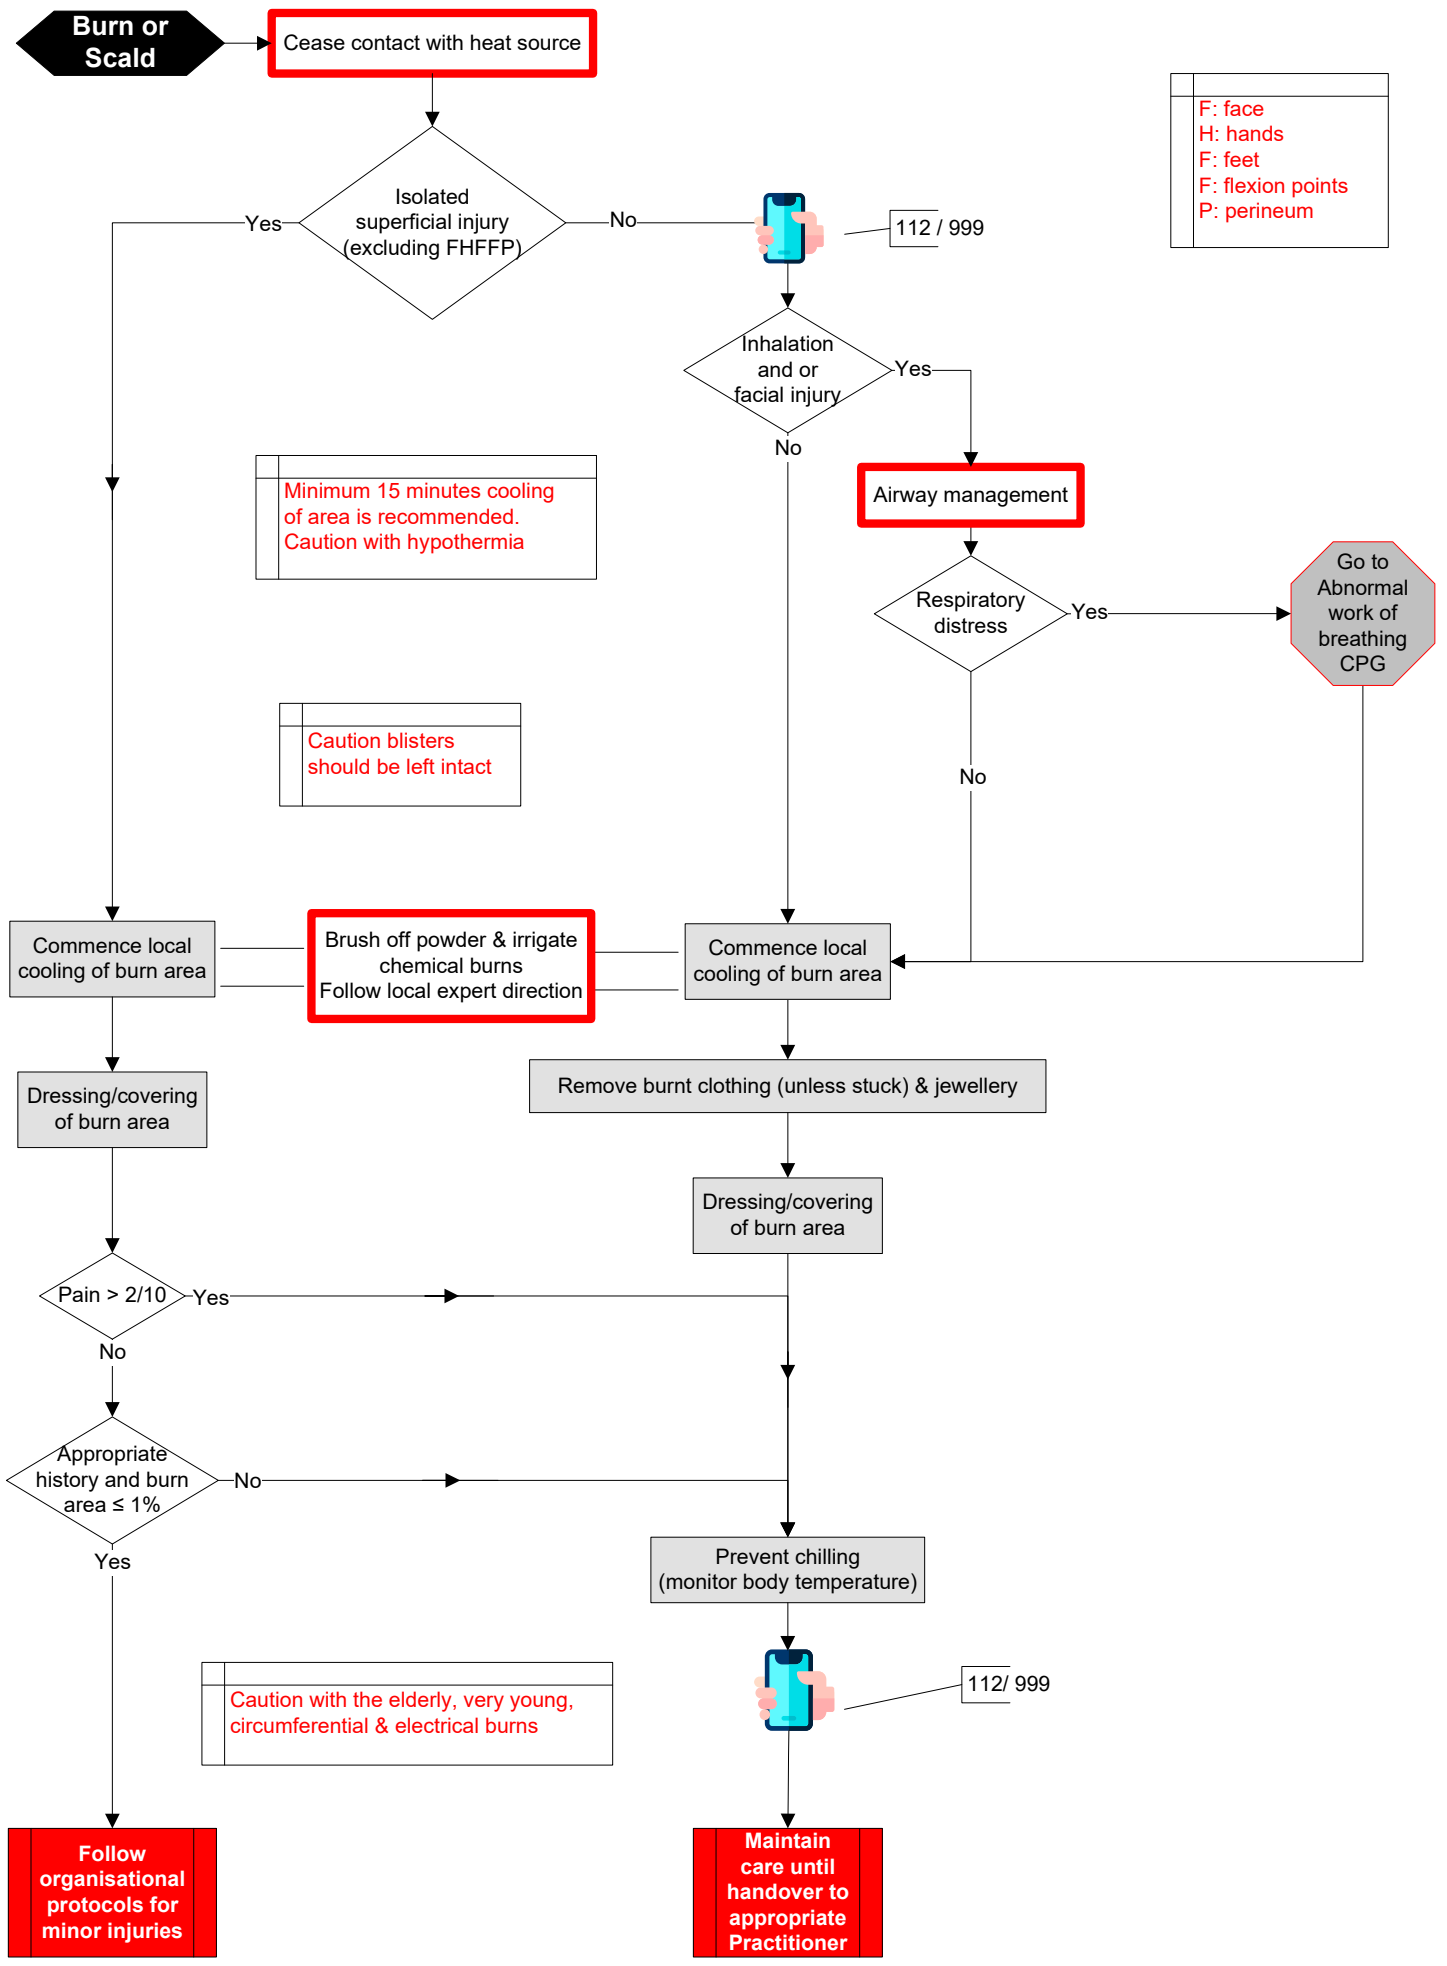 Burn or
Scald
Cease contact with heat source
F: face
H: hands
F: feet
F: flexion points
P: perineum
Isolated
superficial injury
(excluding FHFFP)
Yes
No
112 / 999
Inhalation
and or
facial injury
Yes
No
Minimum 15 minutes cooling
of area is recommended.
Caution with hypothermia
Airway management
Respiratory
distress
Yes
No
Go to
Abnormal
work of
breathing
CPG
Caution blisters
should be left intact
Commence local
cooling of burn area
Brush off powder & irrigate
chemical burns
Follow local expert direction
Commence local
cooling of burn area
Remove burnt clothing (unless stuck) & jewellery
Dressing/covering
of burn area
Dressing/covering
of burn area
Pain > 2/10
Yes
No
Appropriate
history and burn
area ≤ 1%
No
Yes
Prevent chilling
(monitor body temperature)
112/ 999
Caution with the elderly, very young,
circumferential & electrical burns
Follow
organisational
protocols for
minor injuries
Maintain
care until
handover to
appropriate
Practitioner